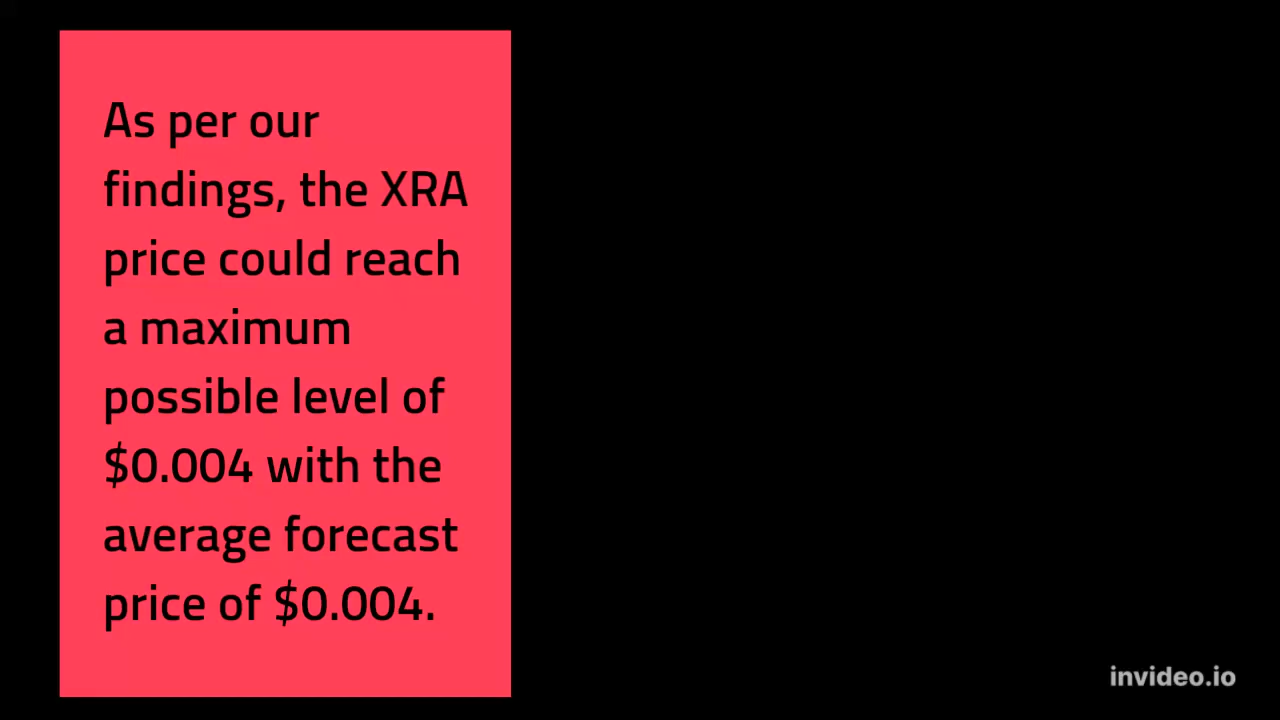 As per our
findings, the XRA
price could reach
a maximum
possible level of
$0.004 with the
average forecast
price of $0.004.
invideo.io